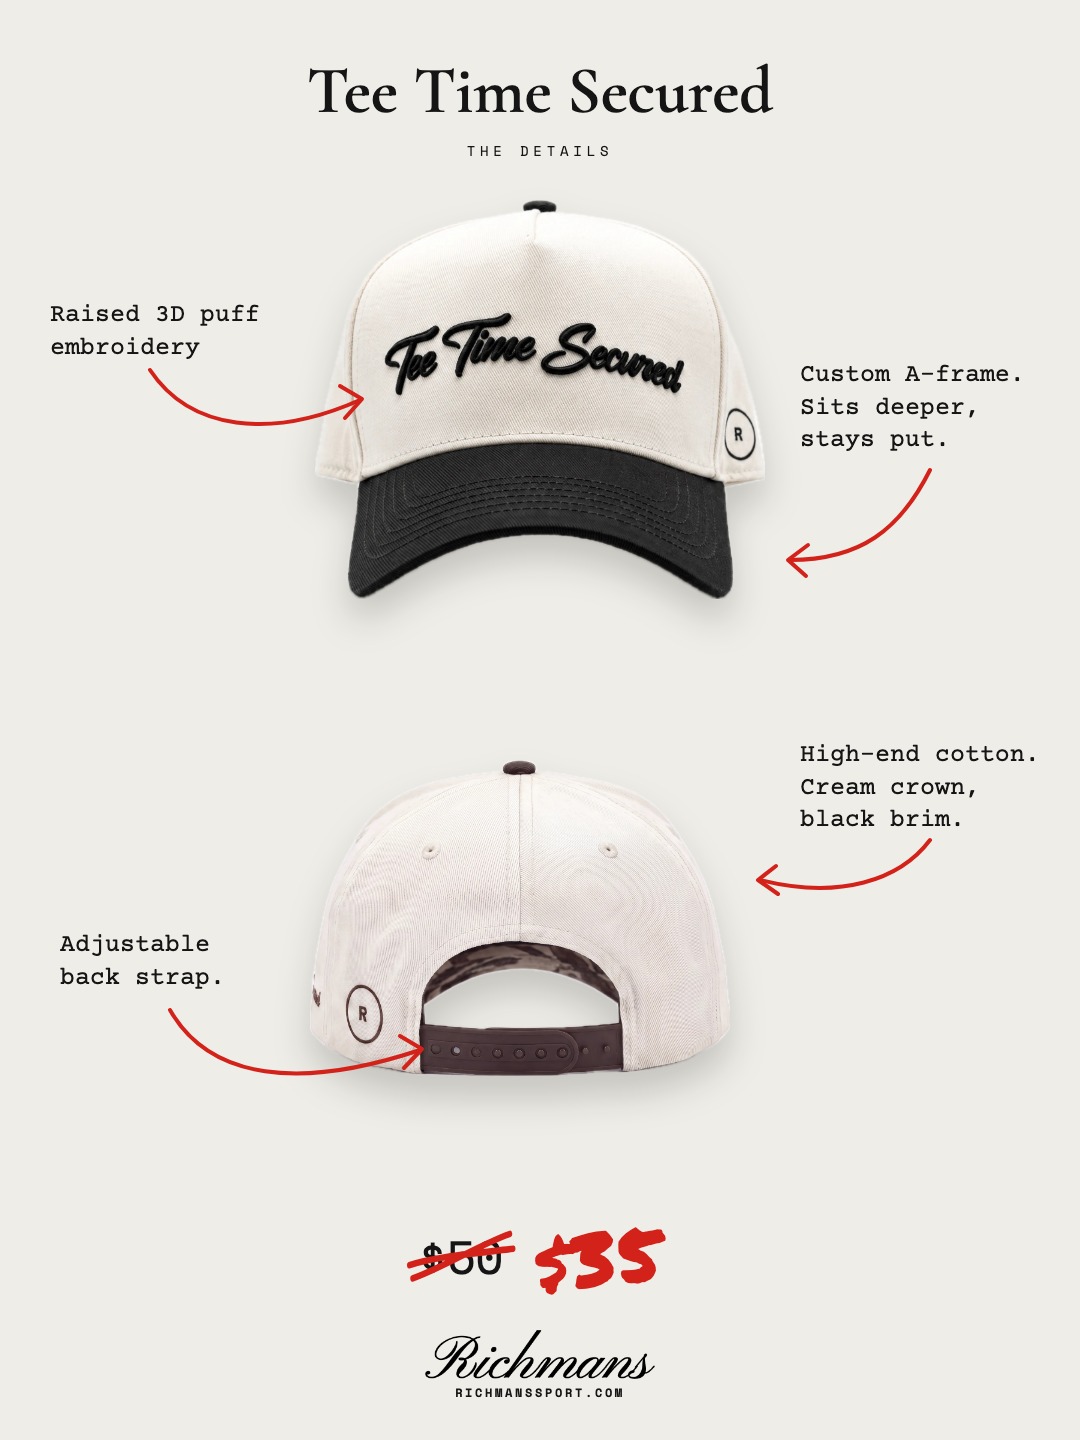 Tee Time Secured
THE DETAILS
Raised 3D puff
embroidery
Tee Time Secured
Custom A-frame.
Sits deeper,
stays put.
R
High-end cotton.
Cream crown,
black brim.
Adjustable
back strap.
R
$50 $35
Richmans
RICHMANSSPORT.COM